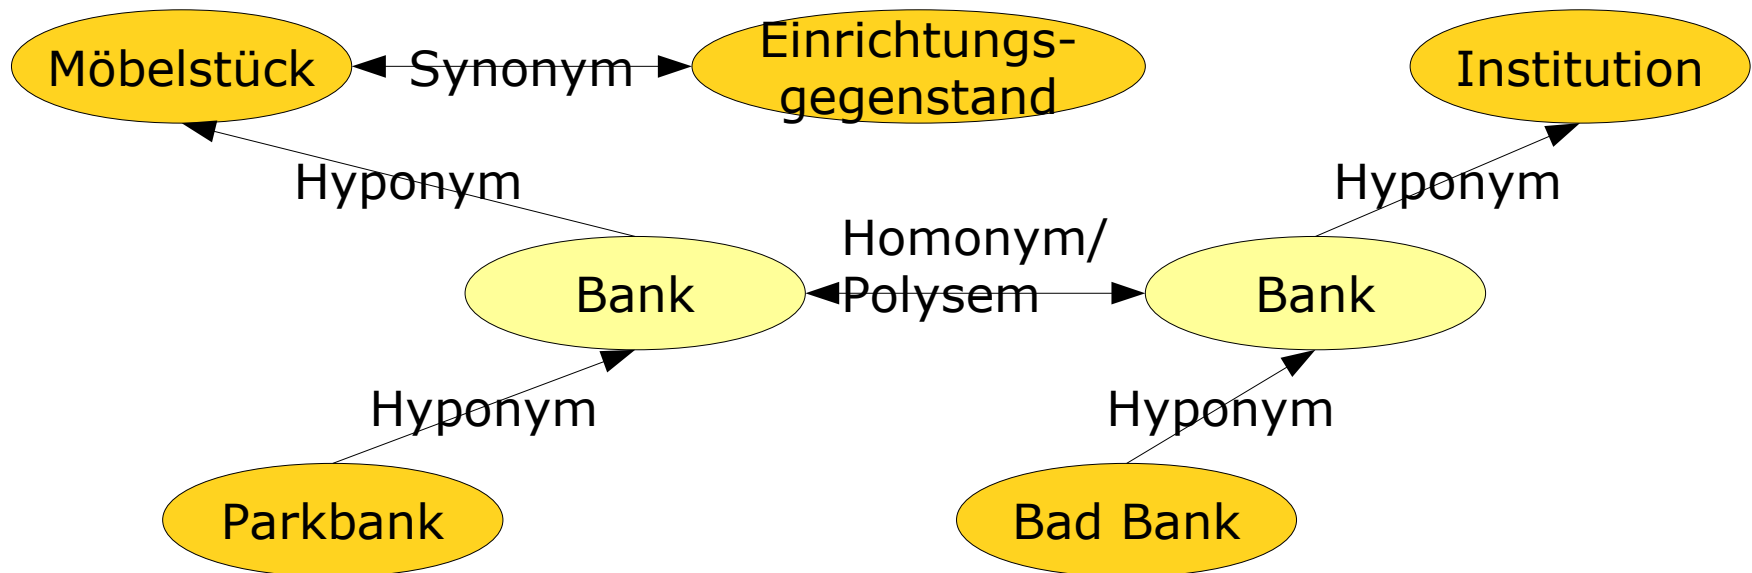 Möbelstück
Synonym
Einrichtungs-
gegenstand
Institution
Hyponym
Hyponym
Homonym/
Polysem
Bank
Bank
Hyponym
Hyponym
Parkbank
Bad Bank